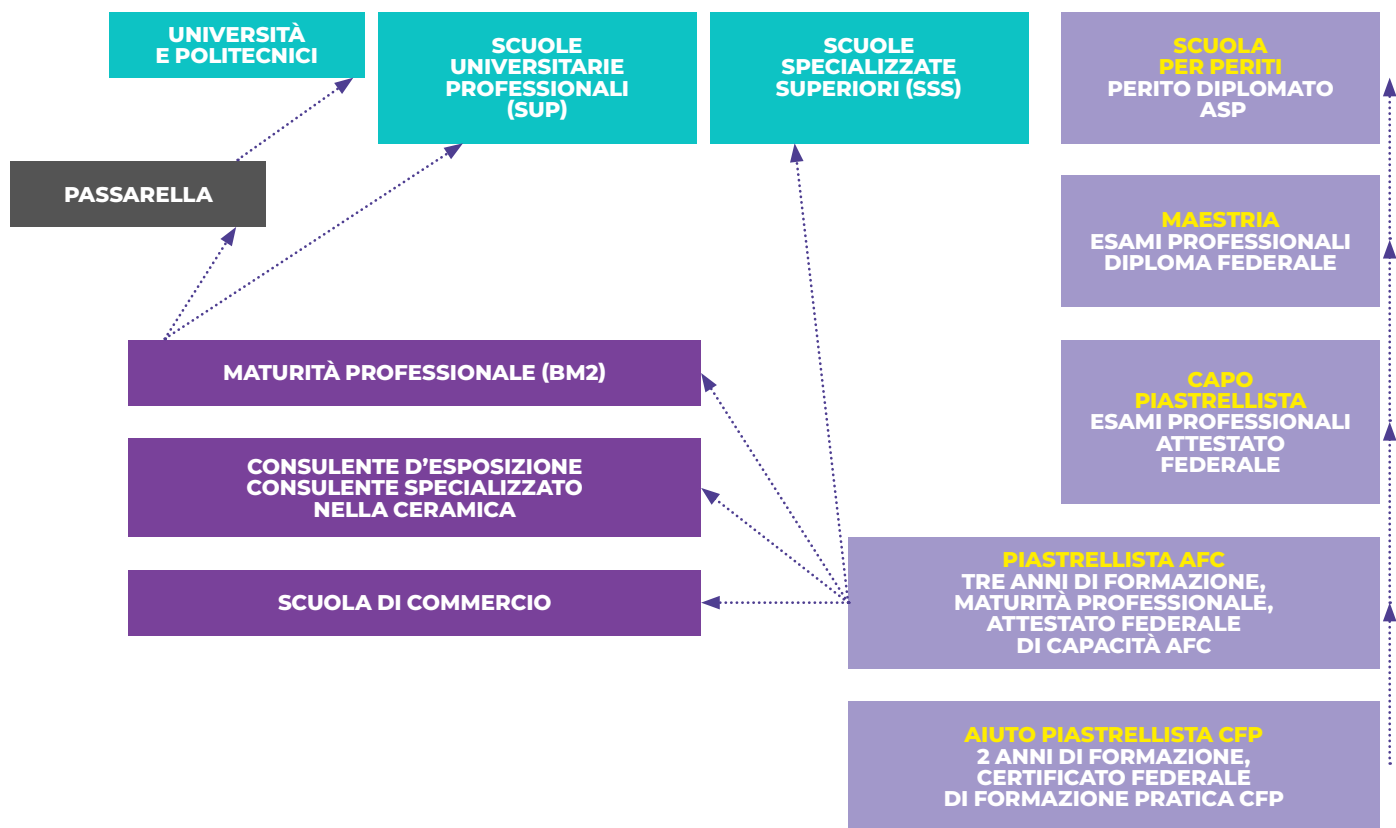 UNIVERSITÀ
E POLITECNICI
SCUOLE
UNIVERSITARIE
PROFESSIONALI
(SUP)
SCUOLE
SPECIALIZZATE
SUPERIORI (SSS)
SCUOLA
PER PERITI
PERITO DIPLOMATO
ASP
PASSARELLA
MAESTRIA
ESAMI PROFESSIONALI
DIPLOMA FEDERALE
MATURITÀ PROFESSIONALE (BM2)
CAPO
PIASTRELLISTA
ESAMI PROFESSIONALI
ATTESTATO
FEDERALE
CONSULENTE D’ESPOSIZIONE
CONSULENTE SPECIALIZZATO
NELLA CERAMICA
SCUOLA DI COMMERCIO
PIASTRELLISTA AFC
TRE ANNI DI FORMAZIONE,
MATURITÀ PROFESSIONALE,
ATTESTATO FEDERALE
DI CAPACITÀ AFC
AIUTO PIASTRELLISTA CFP
2 ANNI DI FORMAZIONE,
CERTIFICATO FEDERALE
DI FORMAZIONE PRATICA CFP